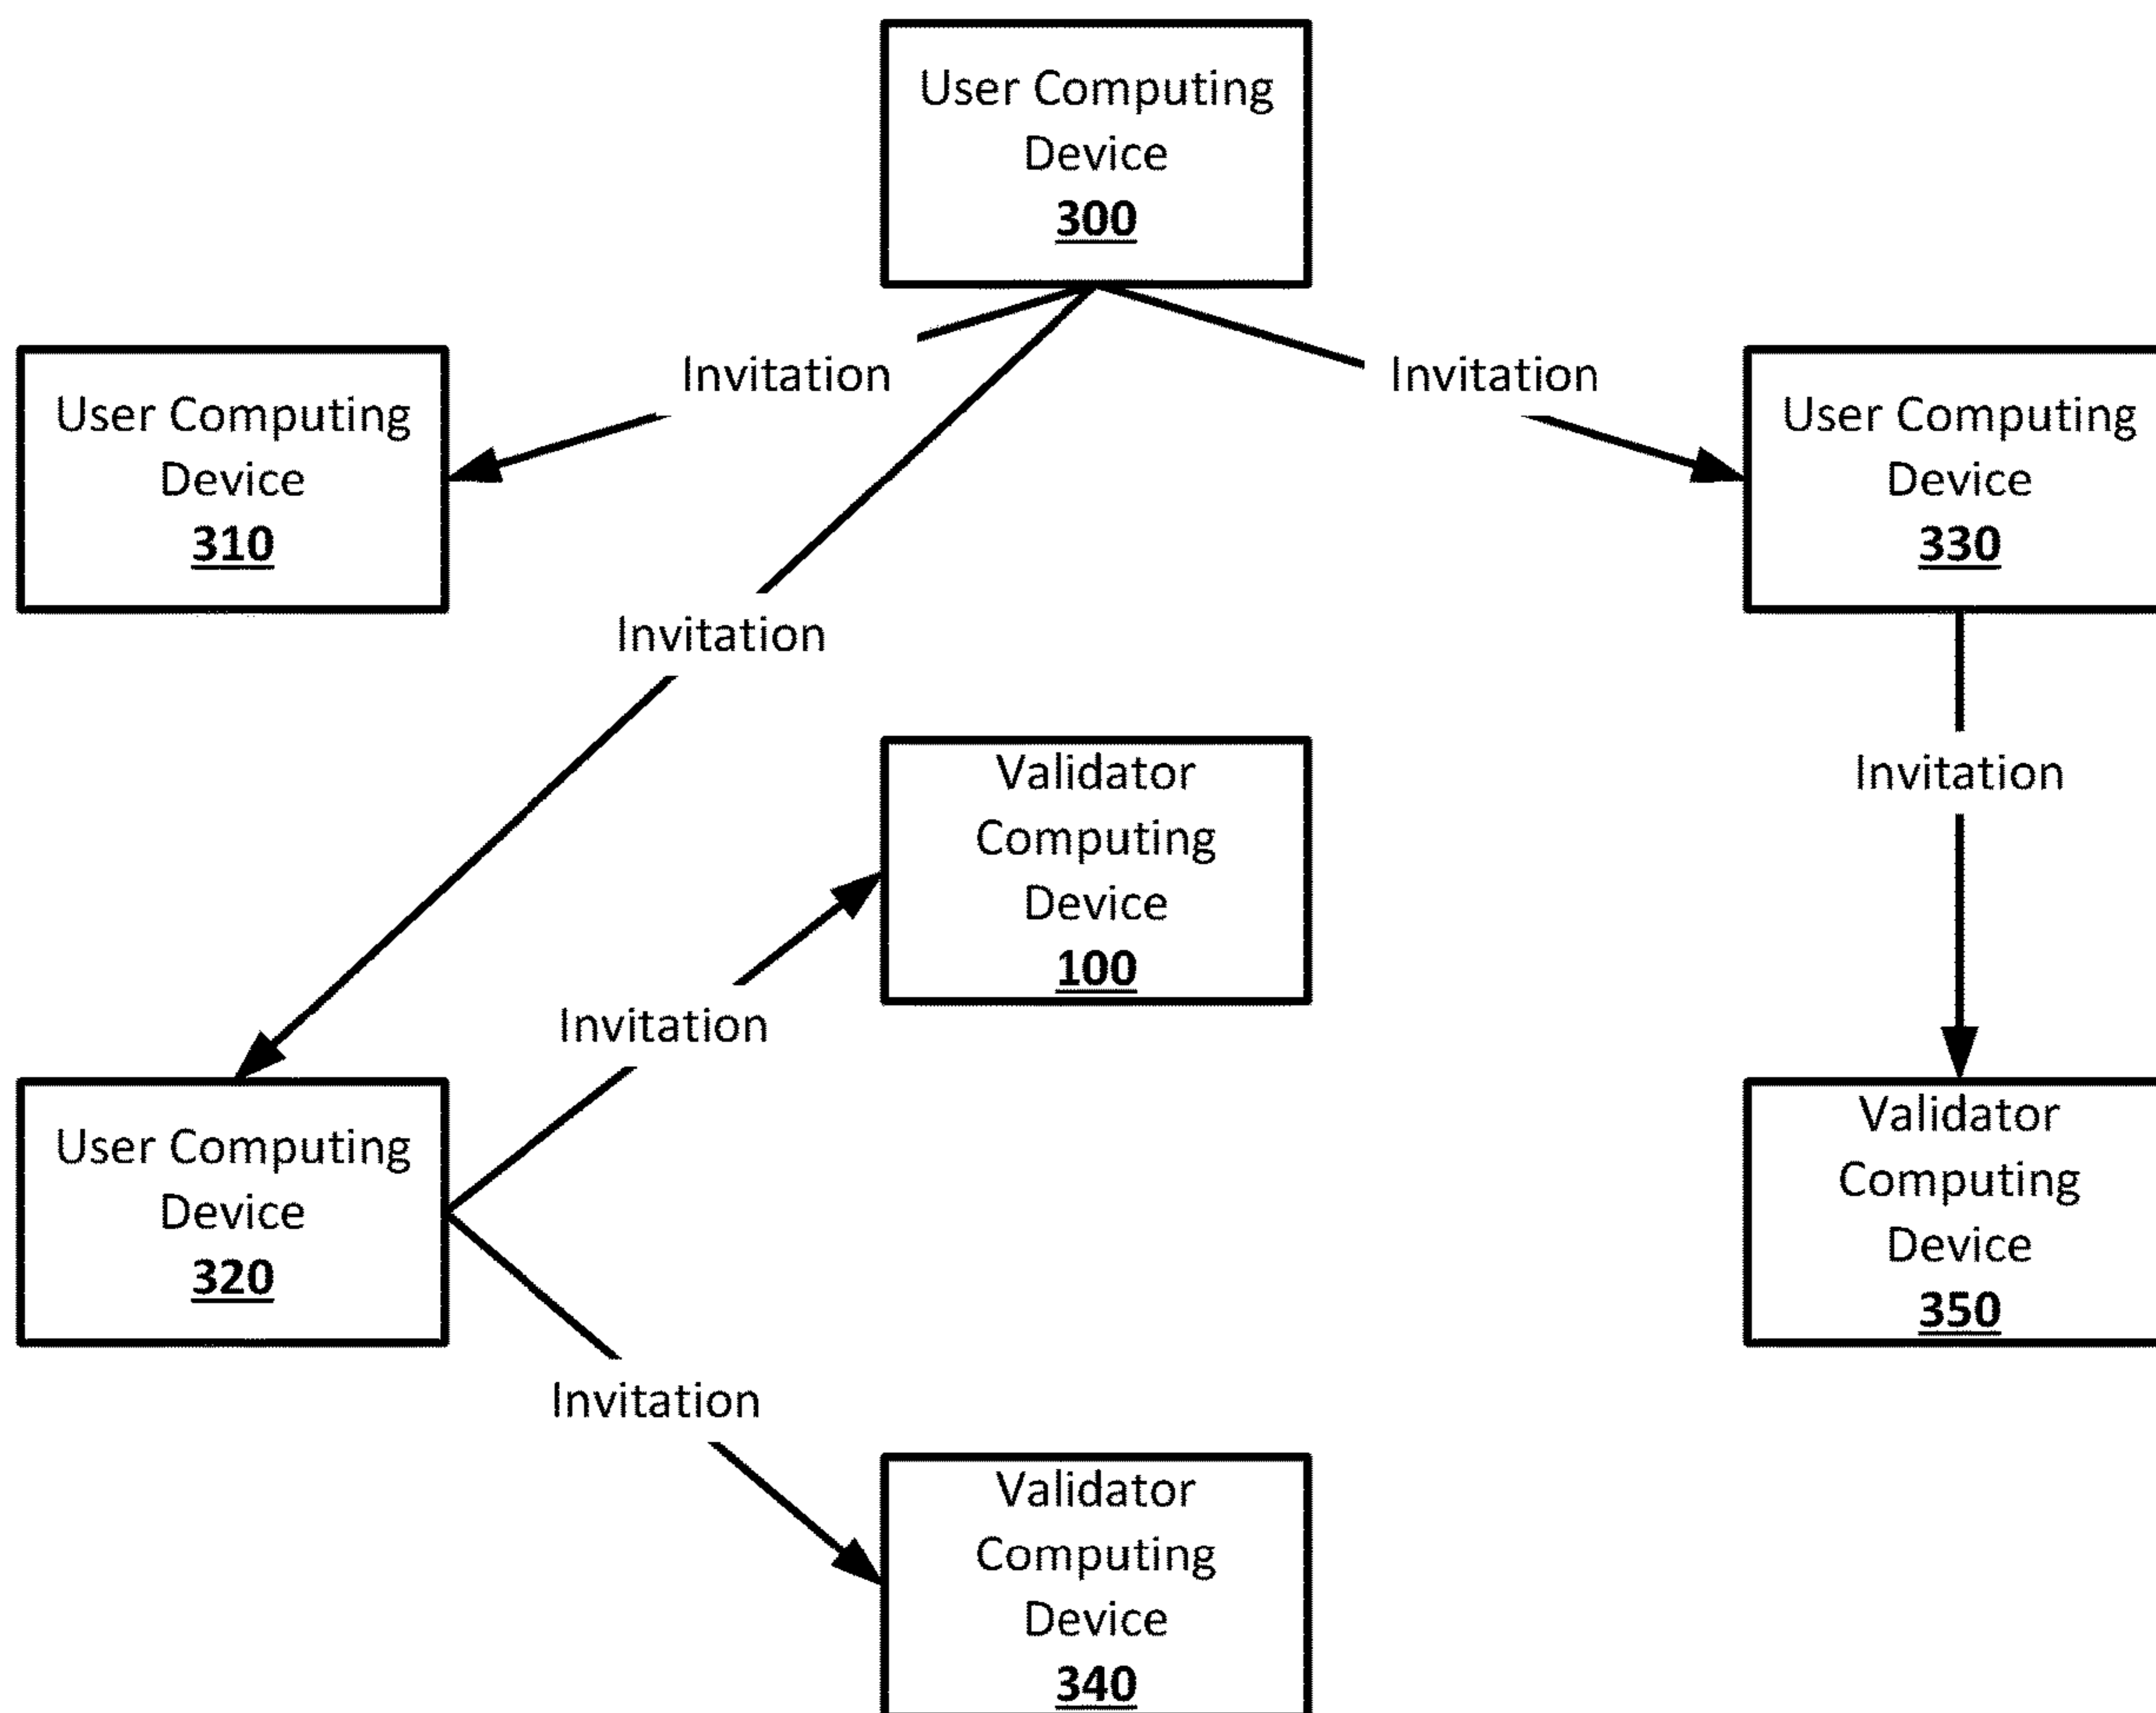 User Computing
Device
300
Invitation
Invitation
User Computing
Device
310
User Computing
Device
330
Invitation
Validator
Computing
Device
100
Invitation
Invitation
User Computing
Device
320
Validator
Computing
Device
350
Invitation
Validator
Computing
Device
340